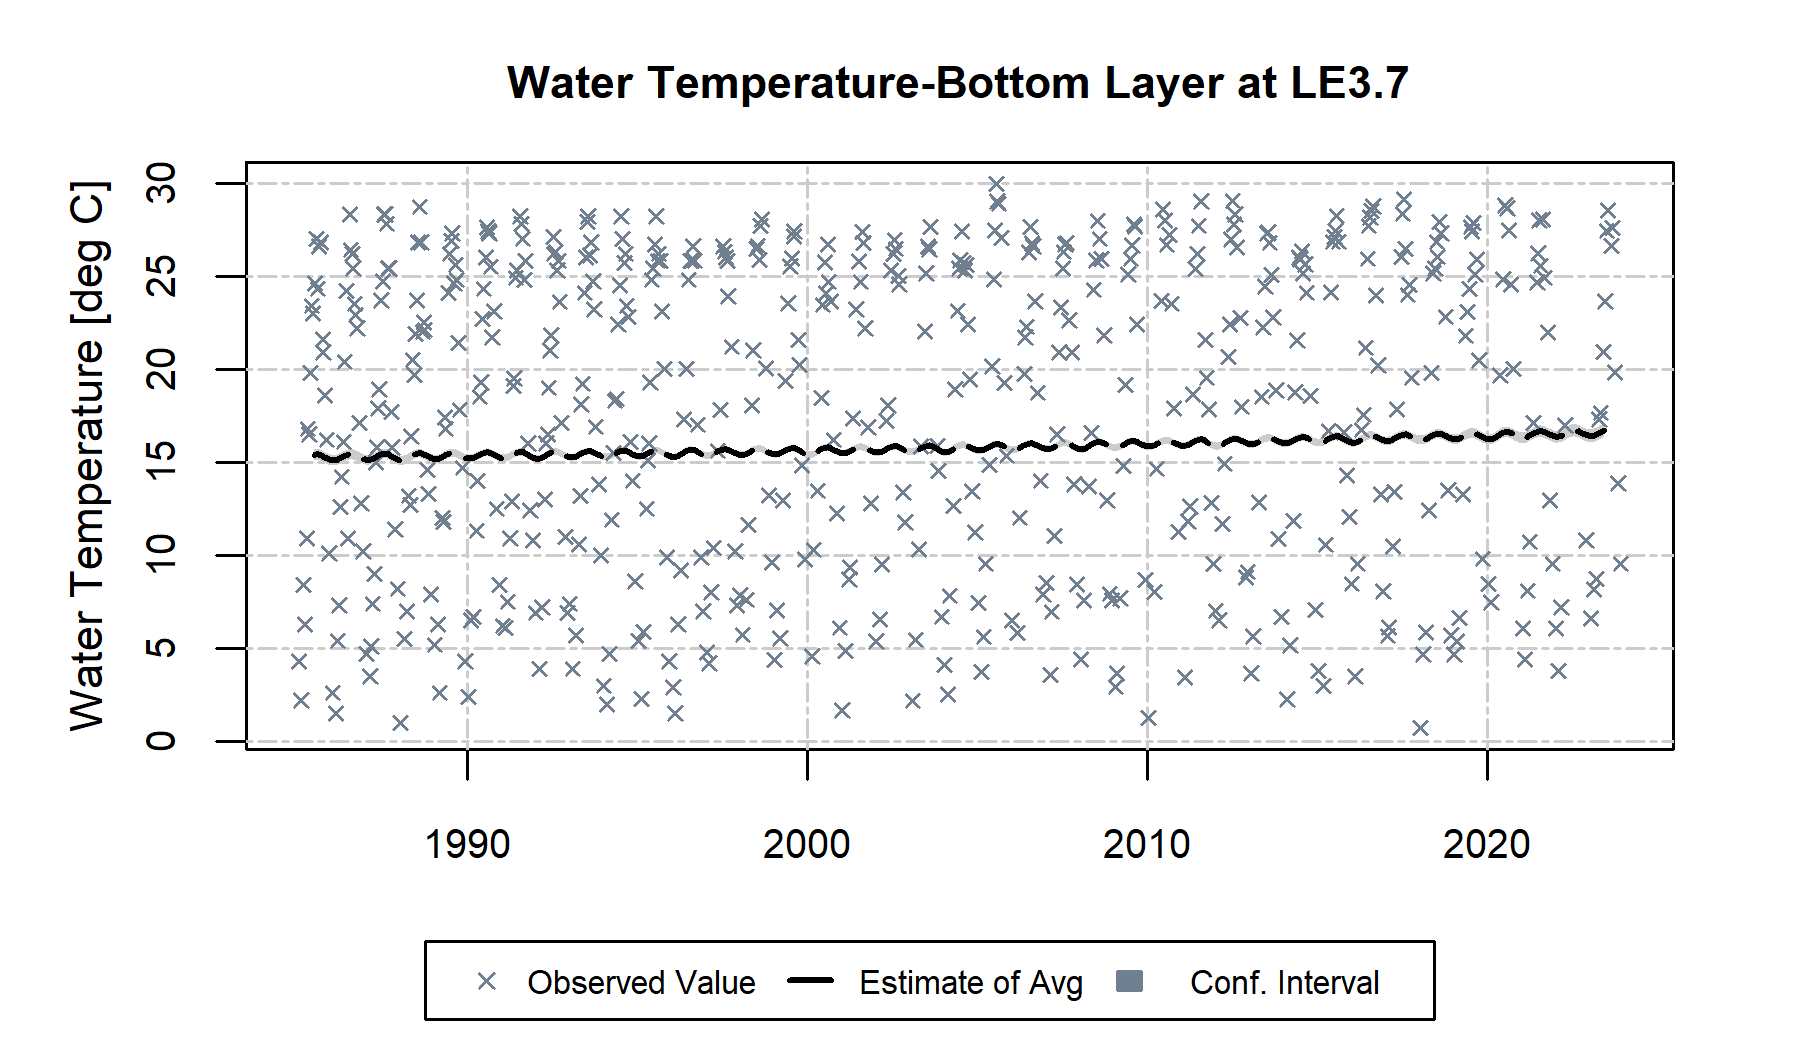 Water Temperature-Bottom Layer at LE3.7
Water Temperature [deg C]
30
25
20
15
10
5
0
1990 2000 2010 2020
Observed Value Estimate of Avg Conf. Interval